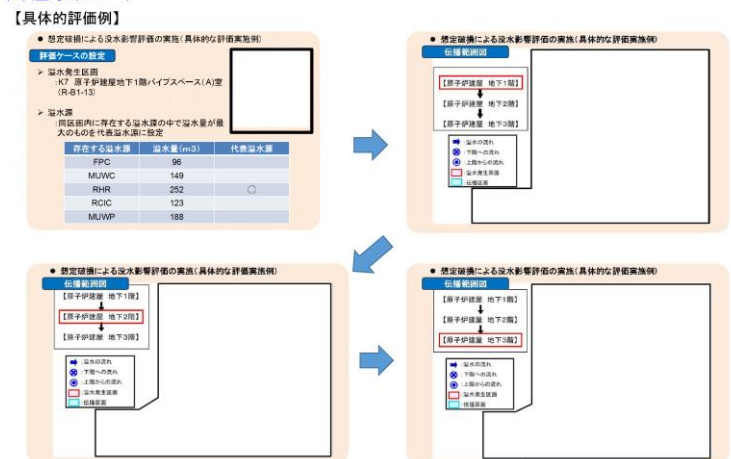 【具体的評価例】
● 想定破損による没水影響評価の実施(具体的な評価実施例)
評価ケースの設定
➢ 溢水発生区画
:K7 原子炉建屋地下1階パイプスペース(A)室
(R-B1-13)
➢ 溢水源
:同区画内に存在する溢水源の中で溢水量が最
大のものを代表溢水源に設定
存在する溢水源 溢水量(m3) 代表溢水源
FPC 96
MUWC 149
RHR 252 〇
RCIC 123
MUWP 188
● 想定破損による没水影響評価の実施(具体的な評価実施例)
伝播範囲図
【原子炉建屋 地下1階】
【原子炉建屋 地下2階】
【原子炉建屋 地下3階】
:溢水の流れ
:下階への流れ
:上階からの流れ
:溢水発生区画
:伝播区画
● 想定破損による没水影響評価の実施(具体的な評価実施例)
伝播範囲図
【原子炉建屋 地下1階】
【原子炉建屋 地下2階】
【原子炉建屋 地下3階】
:溢水の流れ
:下階への流れ
:上階からの流れ
:溢水発生区画
:伝播区画
● 想定破損による没水影響評価の実施(具体的な評価実施例)
伝播範囲図
【原子炉建屋 地下1階】
【原子炉建屋 地下2階】
【原子炉建屋 地下3階】
:溢水の流れ
:下階への流れ
:上階からの流れ
:溢水発生区画
:伝播区画